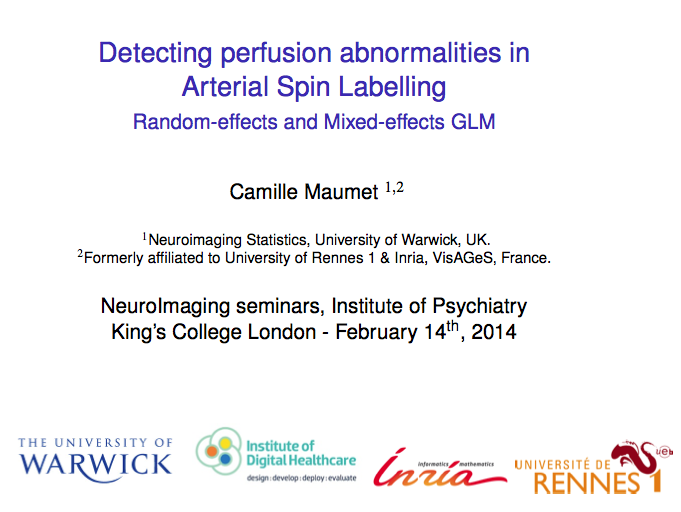 Detecting perfusion abnormalities in
Arterial Spin Labelling
Random-effects and Mixed-effects GLM
Camille Maumet 1,2
1Neuroimaging Statistics, University of Warwick, UK.
2Formerly affiliated to University of Rennes 1 & Inria, VisAGeS, France.
NeuroImaging seminars, Institute of Psychiatry
King's College London - February 14th, 2014
THE UNIVERSITY OF
WARWICK
Institute of
Digital Healthcare
design : develop : deploy : evaluate
informatics mathematics
inria
UNIVERSITÉ DE
RENNES 1
ueb